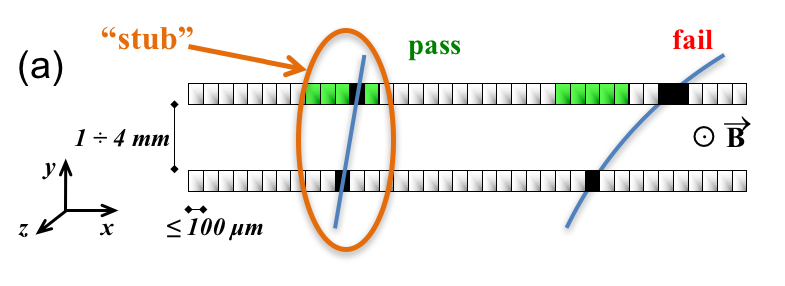 “stub”
pass
fail
(a)
1 ÷ 4 mm
B
y
z
x
≤ 100 μm